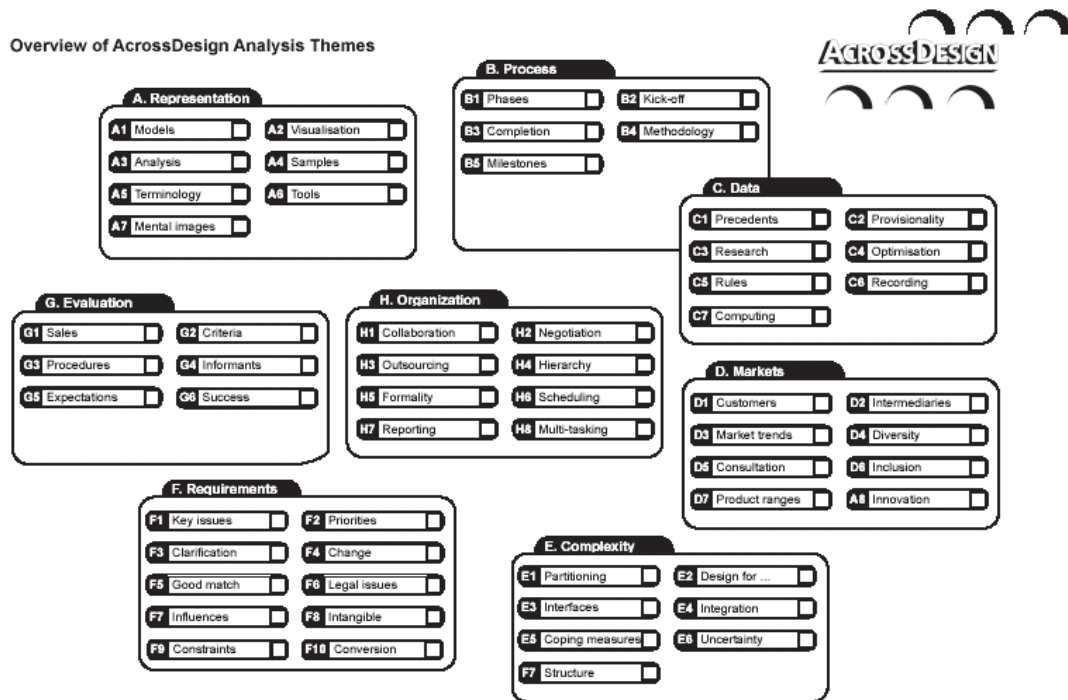 Overview of AcrossDesign Analysis Themes
ACROSSDESIGN
A. Representation
A1 Models
A2 Visualisation
A3 Analysis
A4 Samples
A5 Terminology
A6 Tools
A7 Mental images
B. Process
B1 Phases
B2 Kick-off
B3 Completion
B4 Methodology
B5 Milestones
C. Data
C1 Precedents
C2 Provisionality
C3 Research
C4 Optimisation
C5 Rules
C6 Recording
C7 Computing
G. Evaluation
G1 Sales
G2 Criteria
G3 Procedures
G4 Informants
G5 Expectations
G6 Success
H. Organization
H1 Collaboration
H2 Negotiation
H3 Outsourcing
H4 Hierarchy
H5 Formality
H6 Scheduling
H7 Reporting
H8 Multi-tasking
D. Markets
D1 Customers
D2 Intermediaries
D3 Market trends
D4 Diversity
D5 Consultation
D6 Inclusion
D7 Product ranges
A8 Innovation
F. Requirements
F1 Key issues
F2 Priorities
F3 Clarification
F4 Change
F5 Good match
F6 Legal issues
F7 Influences
F8 Intangible
F9 Constraints
F10 Conversion
E. Complexity
E1 Partitioning
E2 Design for ...
E3 Interfaces
E4 Integration
E5 Coping measures
E6 Uncertainty
F7 Structure